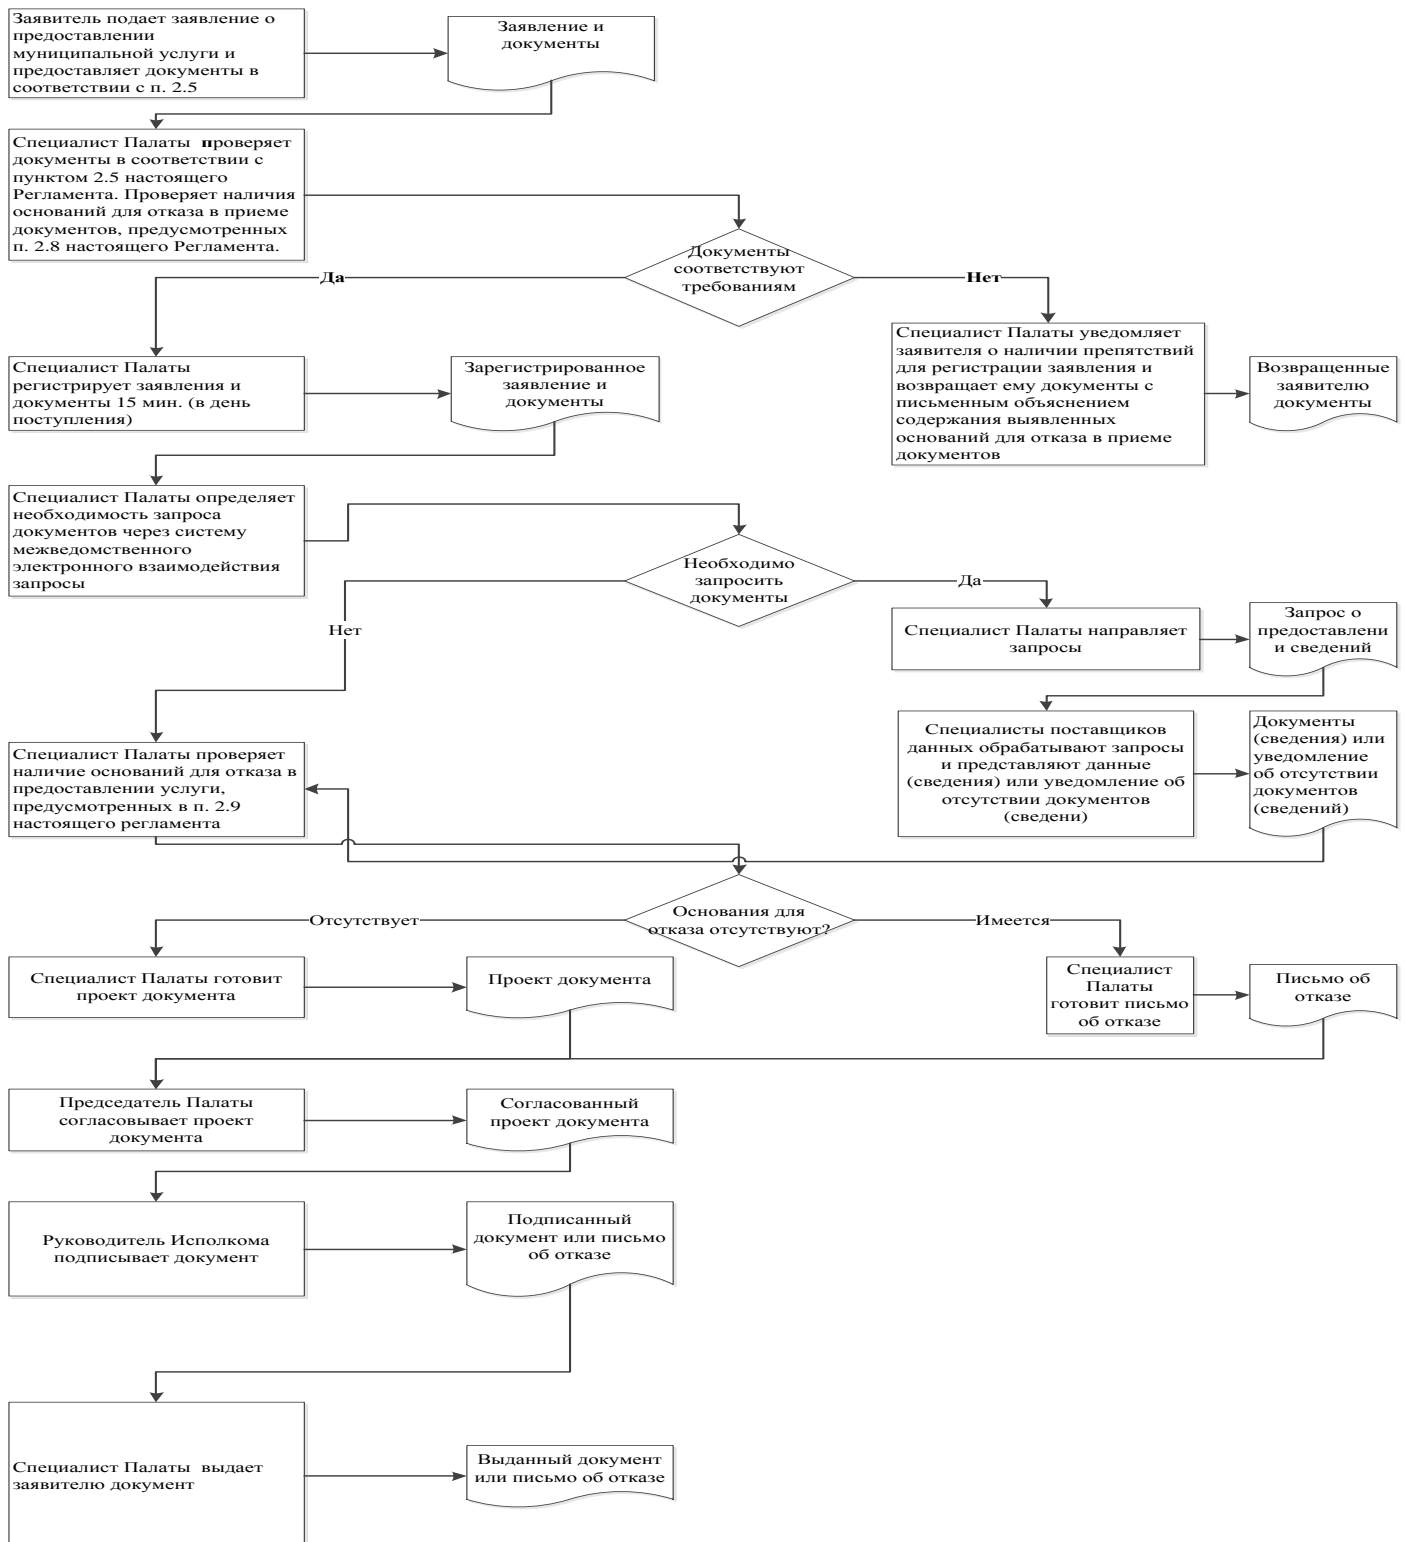 Заявитель подает заявление о
предоставлении
муниципальной услуги и
предоставляет документы в
соответствии с п. 2.5
Заявление и
документы
Специалист Палаты проверяет
документы в соответствии с
пунктом 2.5 настоящего
Регламента. Проверяет наличия
оснований для отказа в приеме
документов, предусмотренных
п. 2.8 настоящего Регламента.
Документы
соответствуют
требованиям
Да
Нет
Специалист Палаты
регистрирует заявления и
документы 15 мин. (в день
поступления)
Зарегистрированное
заявление и
документы
Специалист Палаты уведомляет
заявителя о наличии препятствий
для регистрации заявления и
возвращает ему документы с
письменным объяснением
содержания выявленных
оснований для отказа в приеме
документов
Возвращенные
заявителю
документы
Специалист Палаты определяет
необходимость запроса
документов через систему
межведомственного
электронного взаимодействия
запросы
Необходимо
запросить
документы
Да
Нет
Специалист Палаты направляет
запросы
Запрос о
предоставлени
и сведений
Специалисты поставщиков
данных обрабатывают запросы
и представляют данные
(сведения) или уведомление об
отсутствии документов
(сведени)
Документы
(сведения) или
уведомление
об отсутствии
документов
(сведений)
Специалист Палаты проверяет
наличие оснований для отказа в
предоставлении услуги,
предусмотренных в п. 2.9
настоящего регламента
Основания для
отказа отсутствуют?
Отсутствует
Имеется
Специалист Палаты готовит
проект документа
Проект документа
Специалист
Палаты
готовит письмо
об отказе
Письмо об
отказе
Председатель Палаты
согласовывает проект
документа
Согласованный
проект документа
Руководитель Исполкома
подписывает документ
Подписанный
документ или письмо
об отказе
Специалист Палаты выдает
заявителю документ
Выданный документ
или письмо об отказе